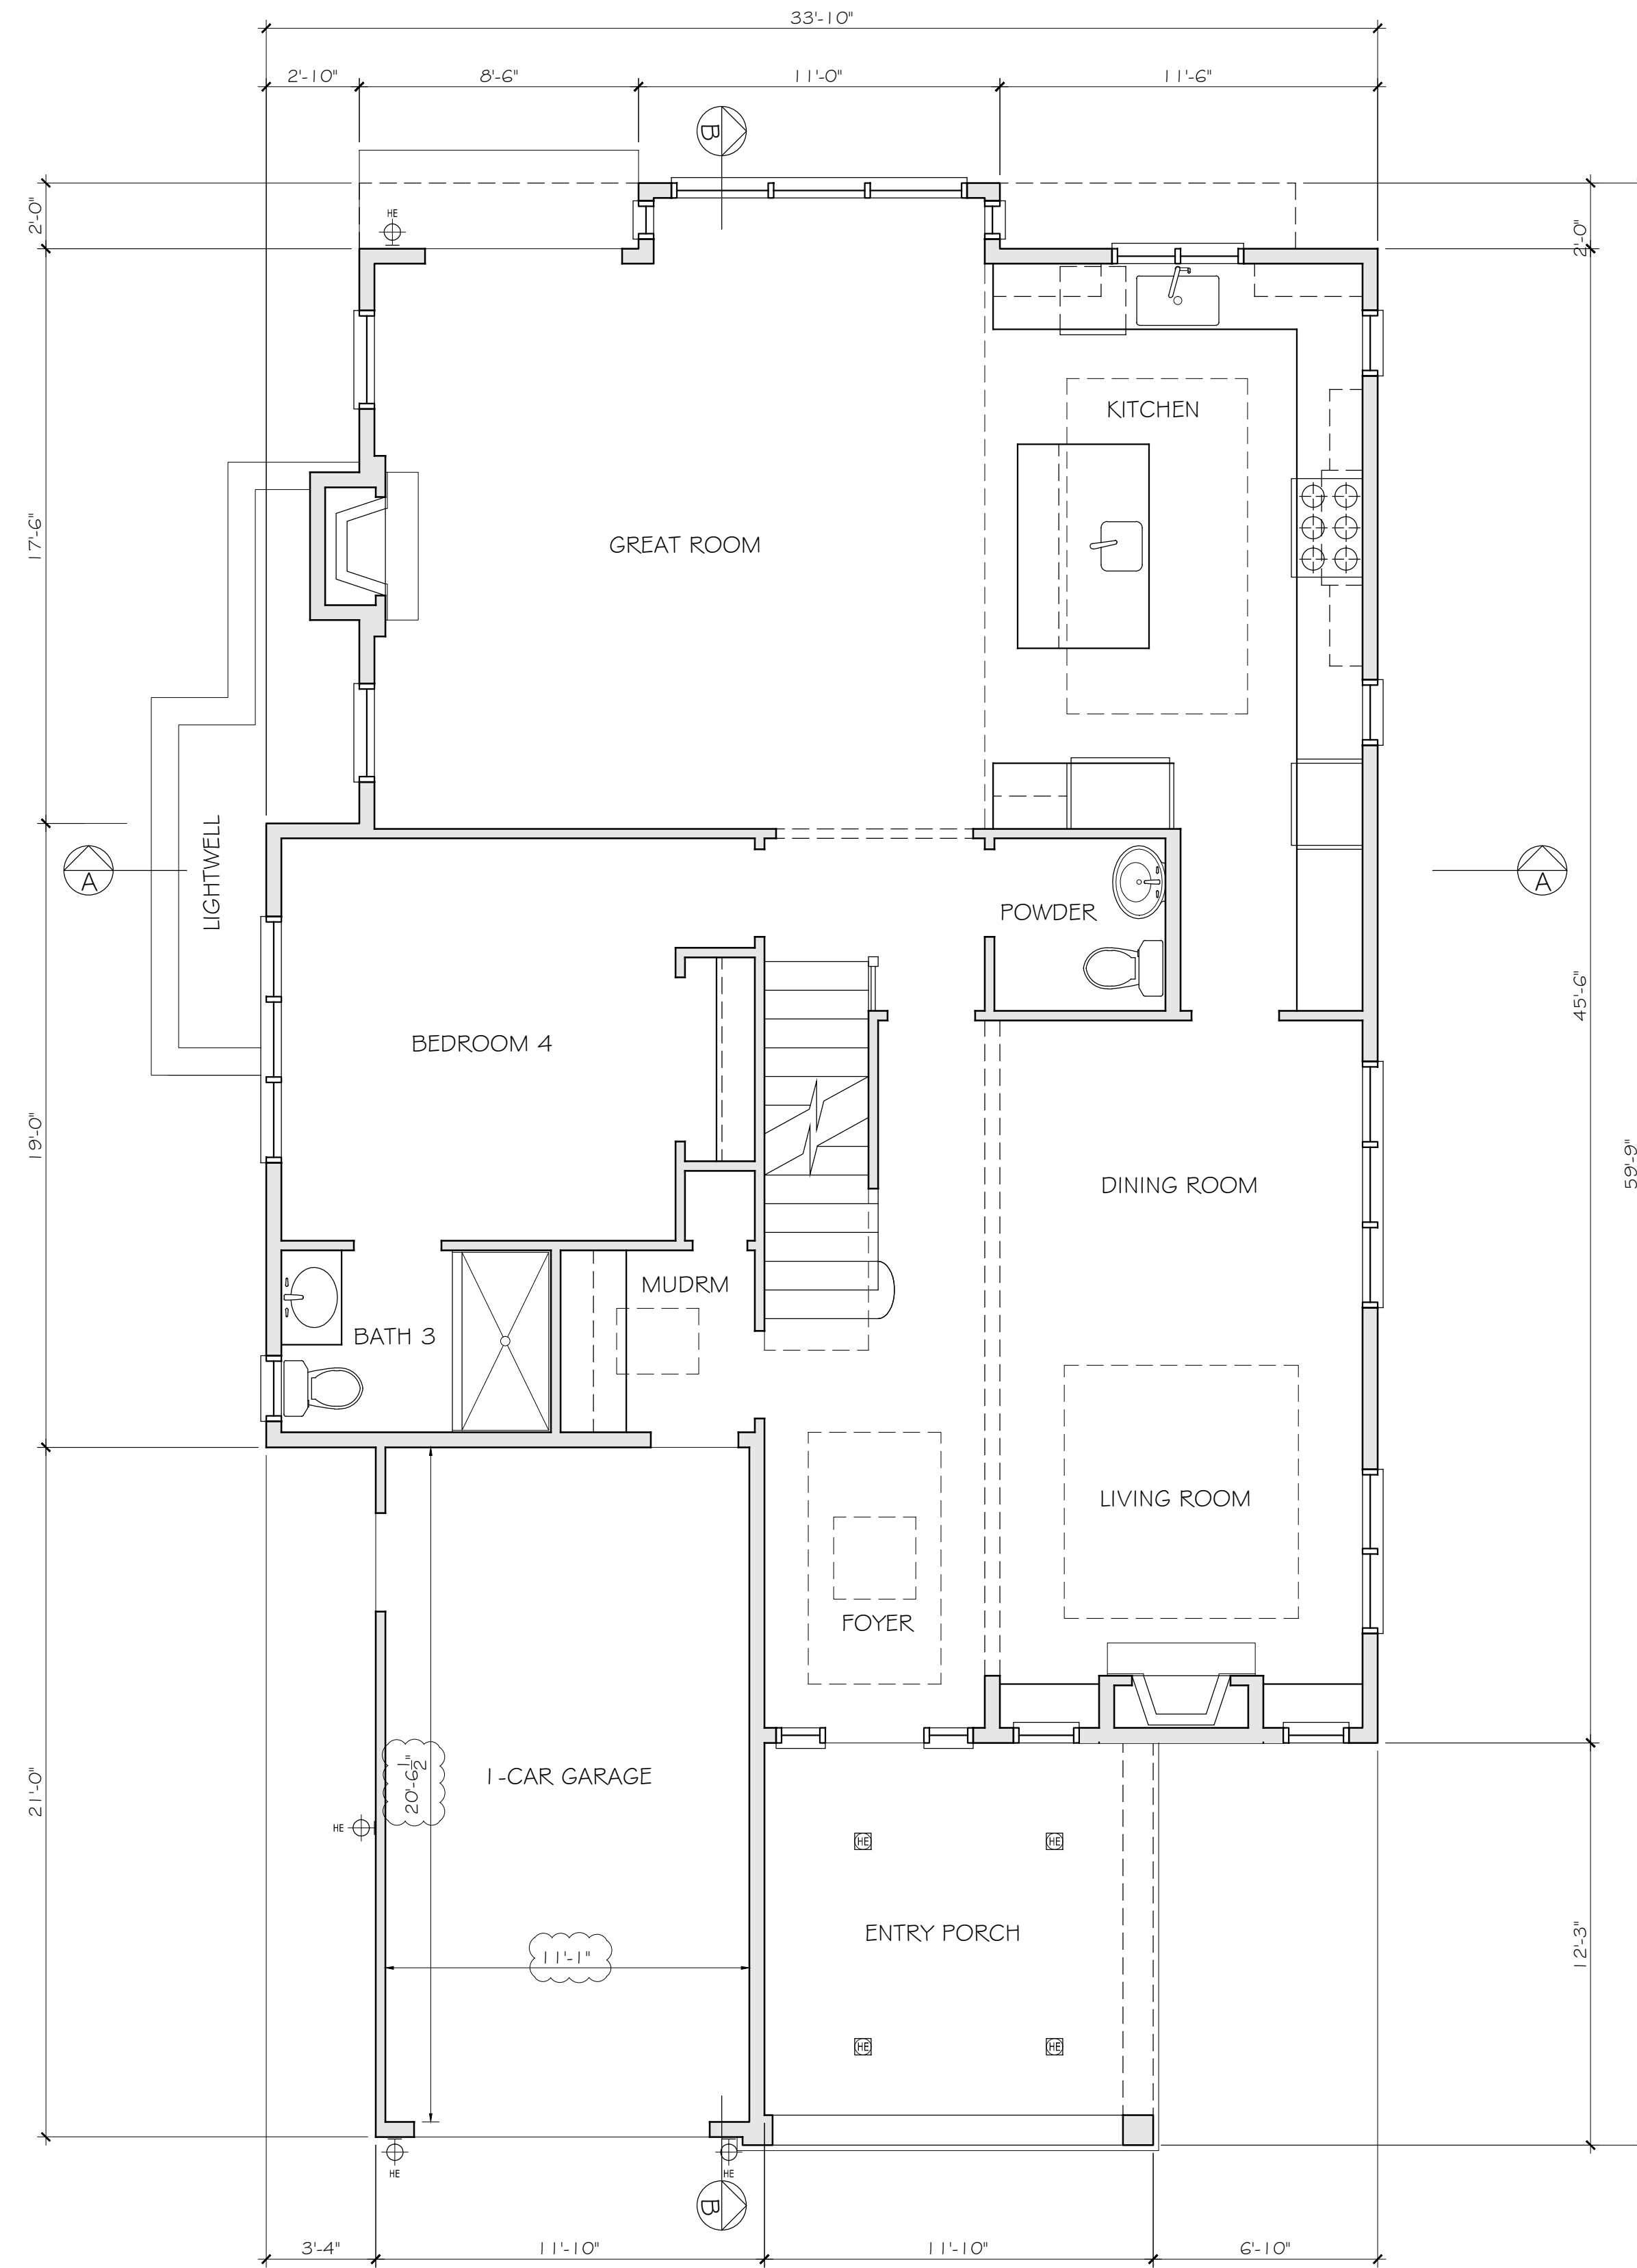 33'-10"
2'-10" 8'-6" 11'-0" 11'-6"
B
2'-0"
2'-0"
HE
KITCHEN
17'-6"
GREAT ROOM
LIGHTWELL
A
A
POWDER
45'-6"
BEDROOM 4
19'-0"
59'-9"
DINING ROOM
MUDRM
BATH 3
LIVING ROOM
FOYER
21'-0"
20'-6 1/2"
1-CAR GARAGE
HE
HE
HE
11'-1"
ENTRY PORCH
12'-3"
HE
HE
HE
HE
B
3'-4" 11'-10" 11'-10" 6'-10"